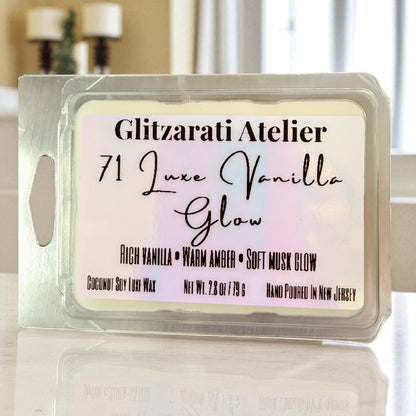 Glitzarati Atelier
71 Luxe Vanilla
Glow
Rich vanilla • Warm amber • Soft musk glow
Coconut Soy Luxe Wax Net Wt. 2.8 oz / 79 g Hand Poured In New Jersey